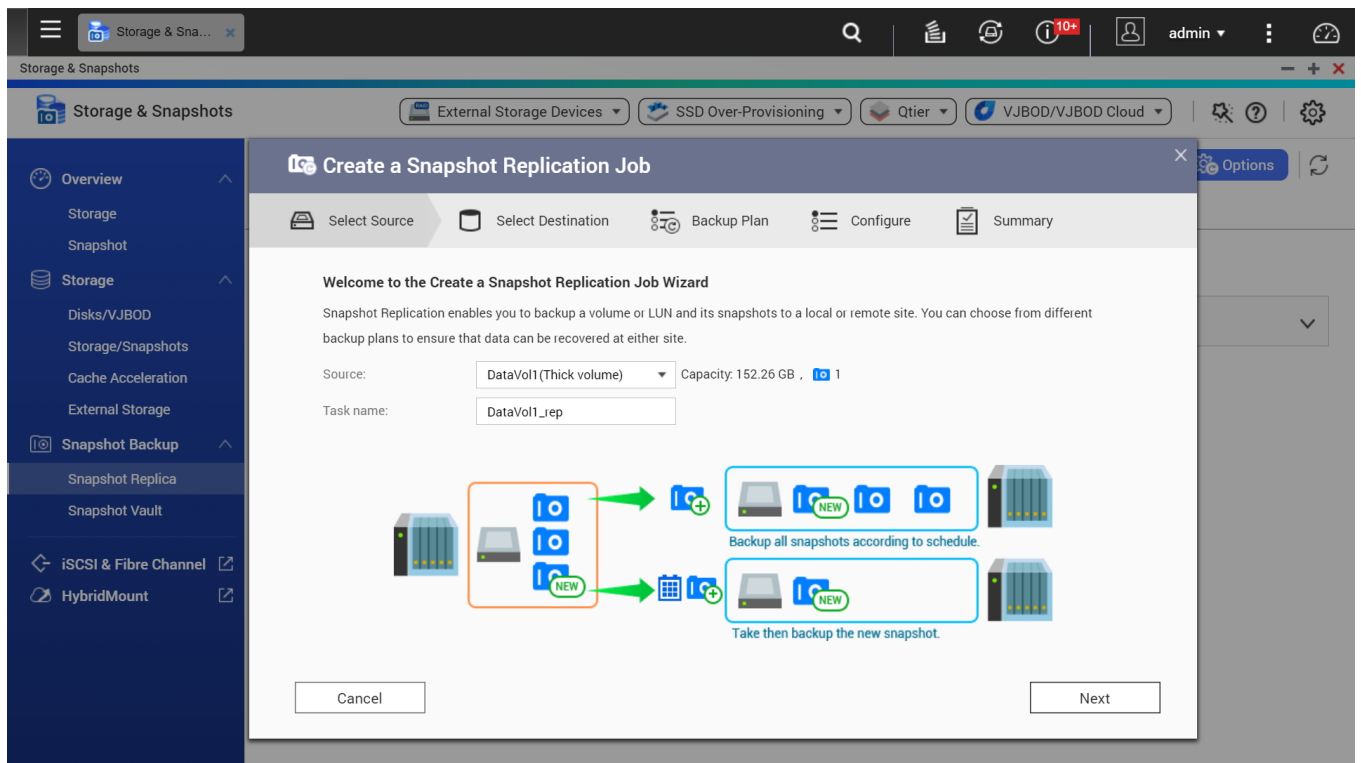 Storage & Sna...
10+
admin
Storage & Snapshots
Storage & Snapshots
External Storage Devices
SSD Over-Provisioning
Qtier
VJBOD/VJBOD Cloud
Overview
Storage
Snapshot
Storage
Disks/VJBOD
Storage/Snapshots
Cache Acceleration
External Storage
Snapshot Backup
Snapshot Replica
Snapshot Vault
iSCSI & Fibre Channel
HybridMount
Options
Create a Snapshot Replication Job
Select Source
Select Destination
Backup Plan
Configure
Summary
Welcome to the Create a Snapshot Replication Job Wizard
Snapshot Replication enables you to backup a volume or LUN and its snapshots to a local or remote site. You can choose from different
backup plans to ensure that data can be recovered at either site.
Source: DataVol1(Thick volume) Capacity: 152.26 GB , 1
Task name: DataVol1_rep
NEW
Backup all snapshots according to schedule.
NEW
NEW
Take then backup the new snapshot.
Cancel
Next